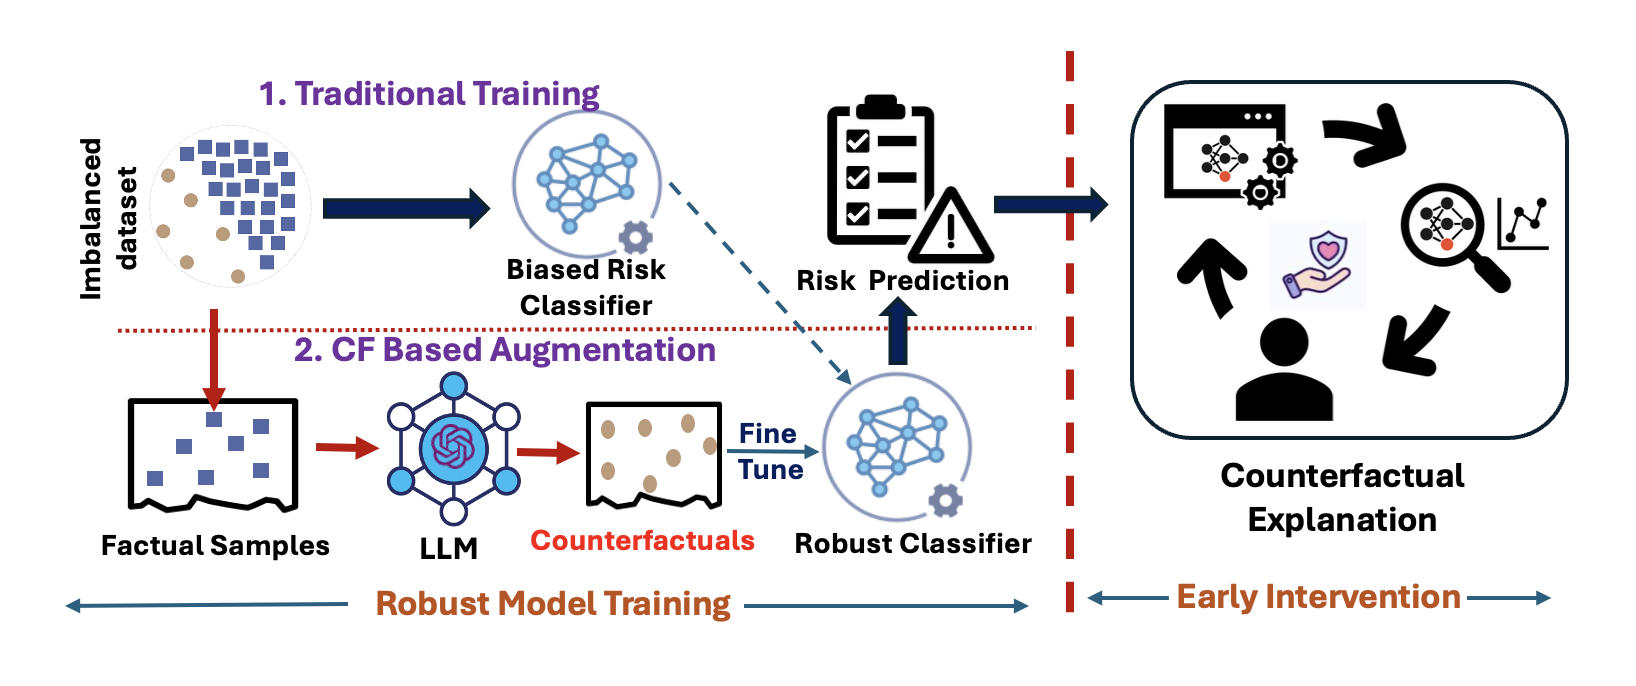 1. Traditional Training
Imbalanced
dataset
Biased Risk
Classifier
Risk Prediction
2. CF Based Augmentation
Fine
Tune
Factual Samples
LLM
Counterfactuals
Robust Classifier
Robust Model Training
Counterfactual
Explanation
Early Intervention